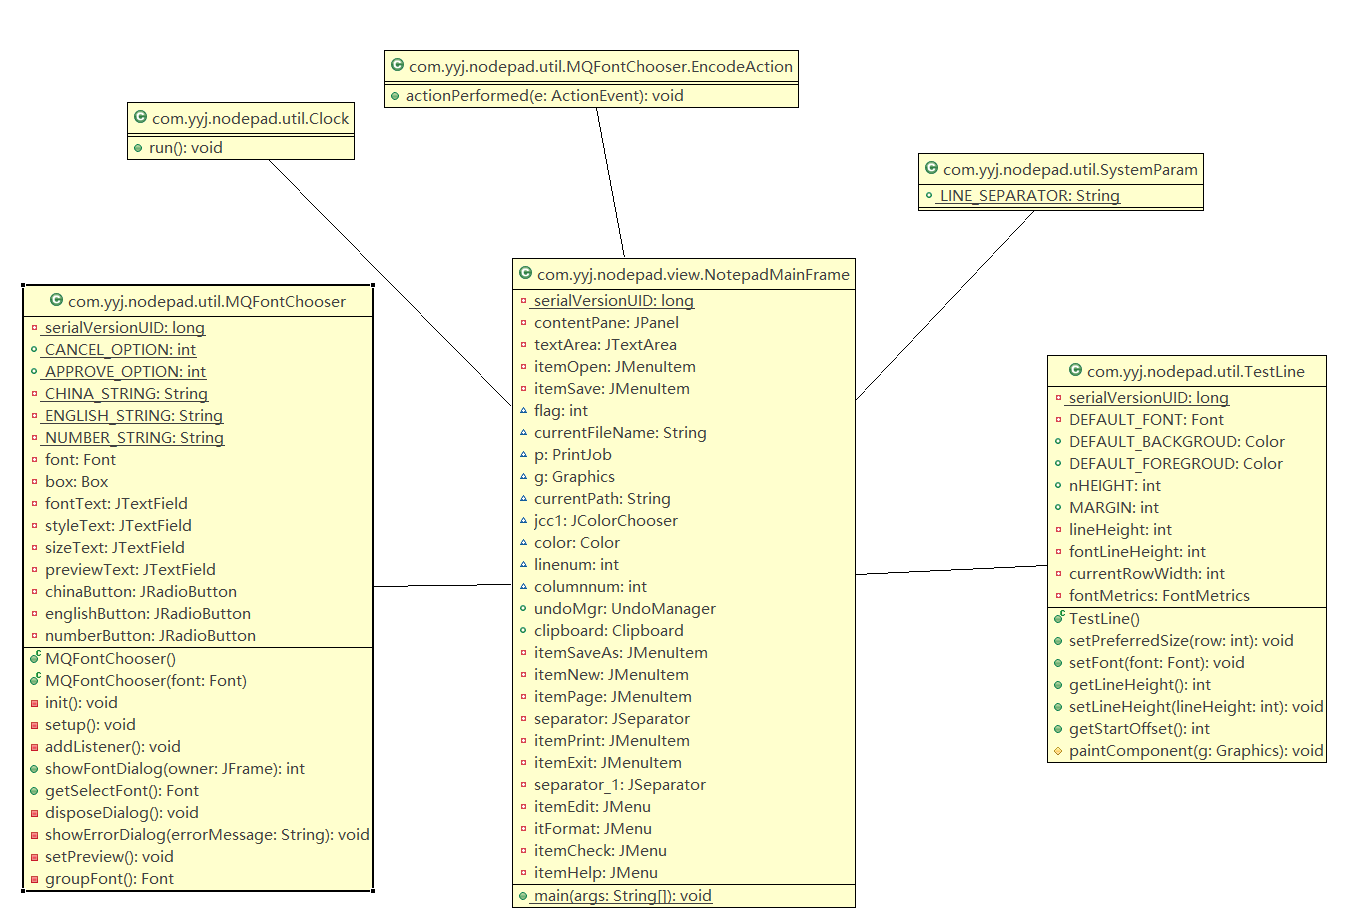 com.yyj.nodepad.util.MQFontChooser.EncodeAction
actionPerformed(e: ActionEvent): void
com.yyj.nodepad.util.Clock
run(): void
com.yyj.nodepad.util.SystemParam
LINE_SEPARATOR: String
com.yyj.nodepad.util.MQFontChooser
serialVersionUID: long
CANCEL_OPTION: int
APPROVE_OPTION: int
CHINA_STRING: String
ENGLISH_STRING: String
NUMBER_STRING: String
font: Font
box: Box
fontText: JTextField
styleText: JTextField
sizeText: JTextField
previewText: JTextField
chinaButton: JRadioButton
englishButton: JRadioButton
numberButton: JRadioButton
MQFontChooser()
MQFontChooser(font: Font)
init(): void
setup(): void
addListener(): void
showFontDialog(owner: JFrame): int
getSelectFont(): Font
disposeDialog(): void
showErrorDialog(errorMessage: String): void
setPreview(): void
groupFont(): Font
com.yyj.nodepad.view.NotepadMainFrame
serialVersionUID: long
contentPane: JPanel
textArea: JTextArea
itemOpen: JMenuItem
itemSave: JMenuItem
flag: int
currentFileName: String
p: PrintJob
g: Graphics
currentPath: String
jcc1: JColorChooser
color: Color
linenum: int
columnnum: int
undoMgr: UndoManager
clipboard: Clipboard
itemSaveAs: JMenuItem
itemNew: JMenuItem
itemPage: JMenuItem
separator: JSeparator
itemPrint: JMenuItem
itemExit: JMenuItem
separator_1: JSeparator
itemEdit: JMenu
itFormat: JMenu
itemCheck: JMenu
itemHelp: JMenu
main(args: String[]): void
com.yyj.nodepad.util.TestLine
serialVersionUID: long
DEFAULT_FONT: Font
DEFAULT_BACKGROUD: Color
DEFAULT_FOREGROUD: Color
nHEIGHT: int
MARGIN: int
lineHeight: int
fontLineHeight: int
currentRowWidth: int
fontMetrics: FontMetrics
TestLine()
setPreferredSize(row: int): void
setFont(font: Font): void
getLineHeight(): int
setLineHeight(lineHeight: int): void
getStartOffset(): int
paintComponent(g: Graphics): void